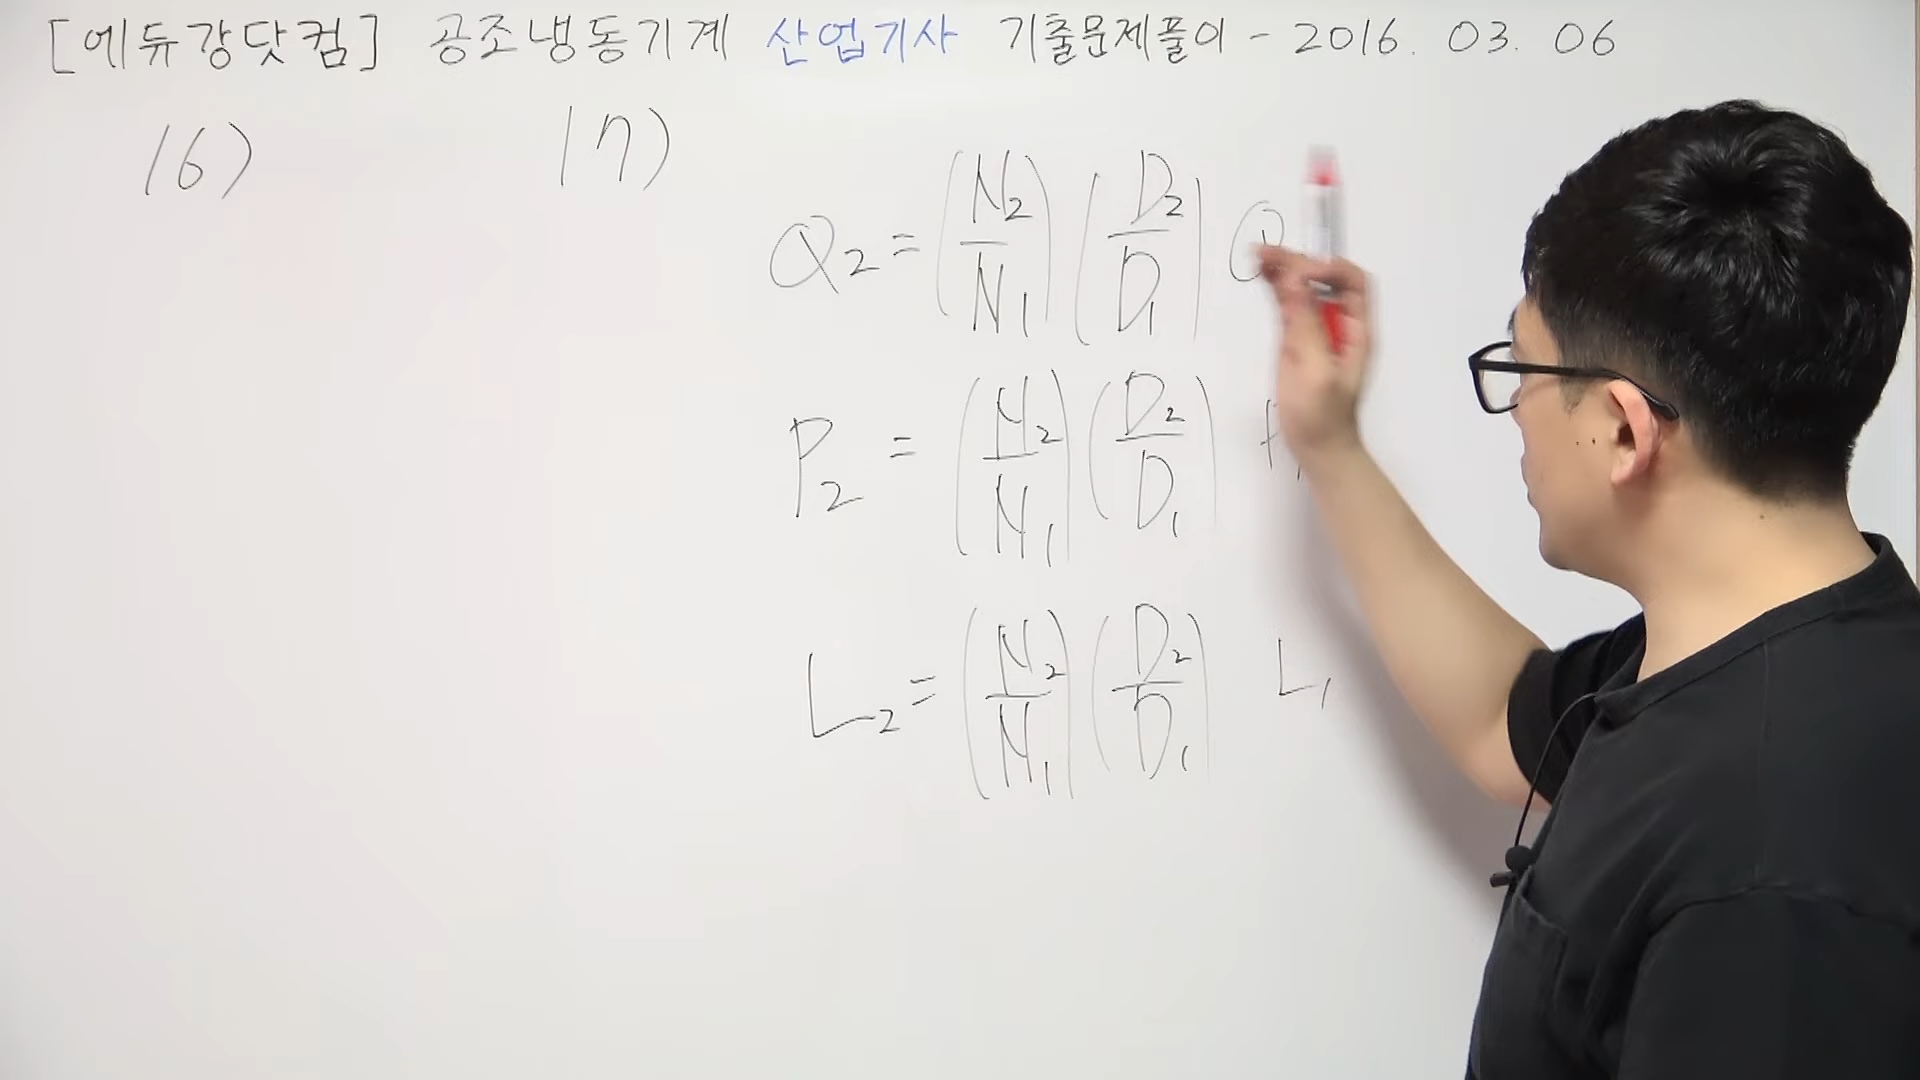 [에듀강닷컴] 공조냉동기계 산업기사 기출문제풀이 - 2016. 03. 06
16) 17)
Q₂ = (N₂/N₁) (D₂/D₁) Q
P₂ = (N₂/N₁) (D₂/D₁) P₁
L₂ = (N₂/N₁) (D₂/D₁) L₁